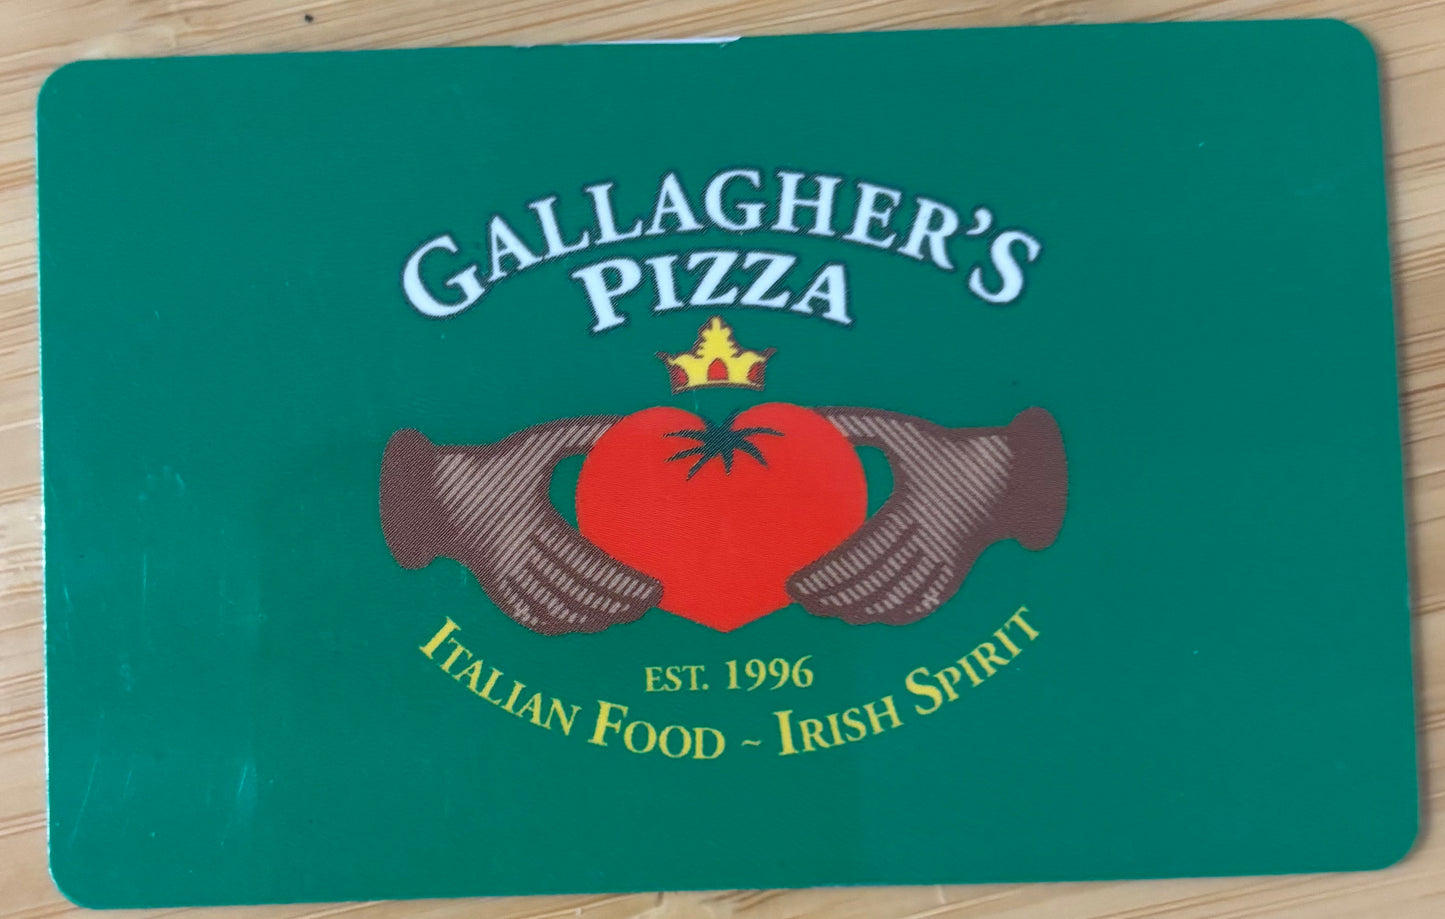 GALLAGHER'S
PIZZA
EST. 1996
ITALIAN FOOD ~ IRISH SPIRIT